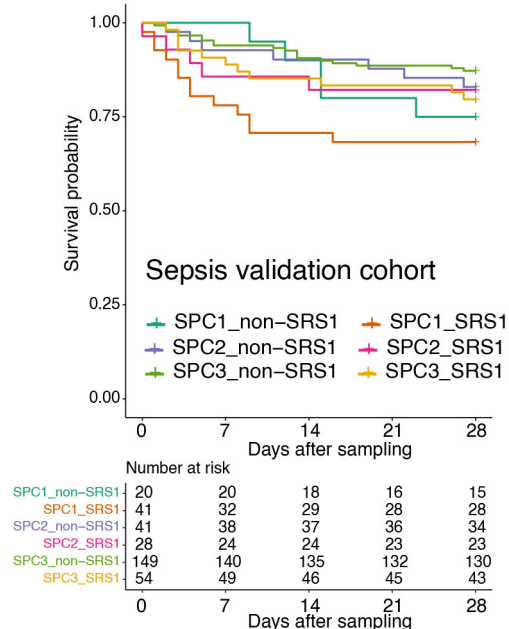 1.00
0.75
0.50
0.25
0.00
Survival probability
Sepsis validation cohort
SPC1_non−SRS1 SPC1_SRS1
SPC2_non−SRS1 SPC2_SRS1
SPC3_non−SRS1 SPC3_SRS1
0 7 14 21 28
Days after sampling
Number at risk
SPC1_non−SRS1 20 20 18 16 15
SPC1_SRS1 41 32 29 28 28
SPC2_non−SRS1 41 38 37 36 34
SPC2_SRS1 28 24 24 23 23
SPC3_non−SRS1 149 140 135 132 130
SPC3_SRS1 54 49 46 45 43
0 7 14 21 28
Days after sampling